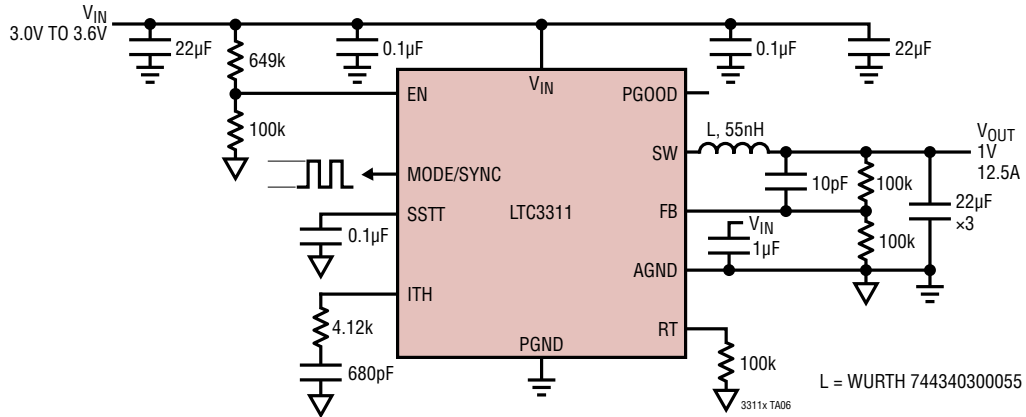 VIN
3.0V TO 3.6V
22µF
649k
0.1µF
0.1µF
22µF
100k
EN
VIN
PGOOD
SW
L, 55nH
VOUT
1V
12.5A
MODE/SYNC
10pF
100k
22µF
×3
SSTT
LTC3311
FB
0.1µF
VIN
1µF
100k
AGND
ITH
4.12k
RT
680pF
PGND
100k
3311x TA06
L = WURTH 744340300055